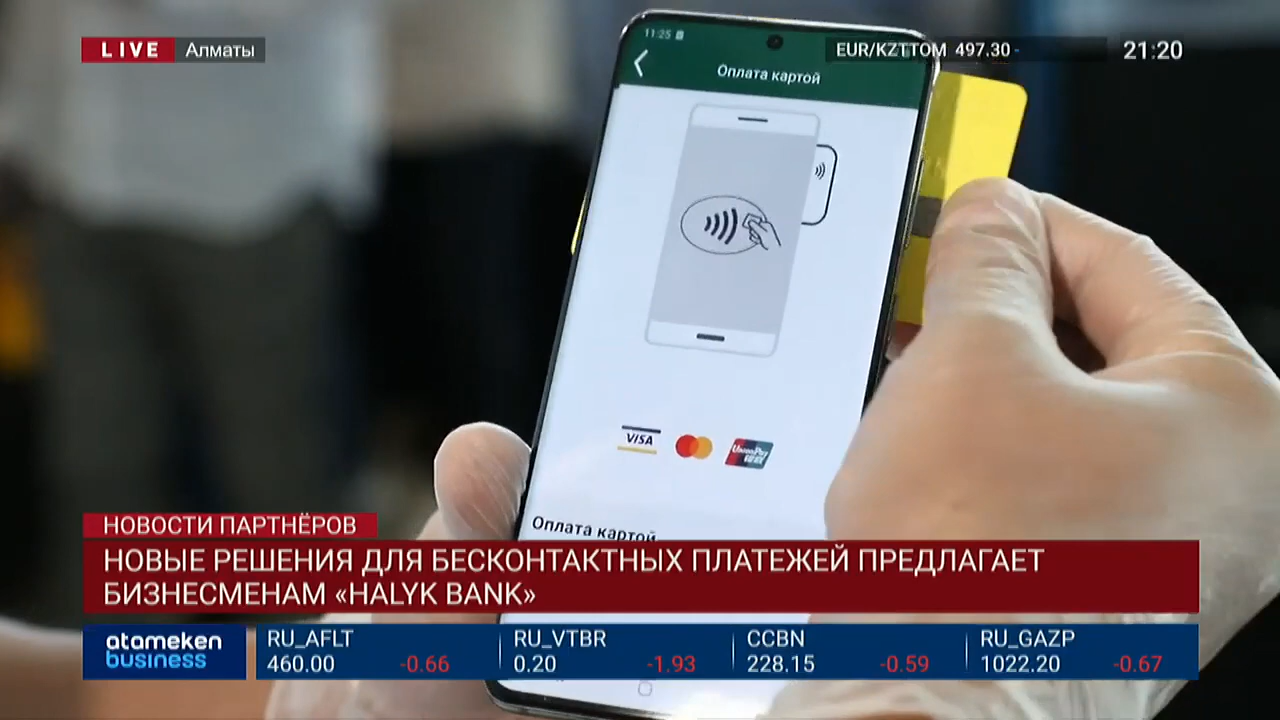 LIVE Алматы
EUR/KZTTOM 497.30 -
21:20
11:25
Оплата картой
VISA
UnionPay
Оплата картой
НОВОСТИ ПАРТНЁРОВ
НОВЫЕ РЕШЕНИЯ ДЛЯ БЕСКОНТАКТНЫХ ПЛАТЕЖЕЙ ПРЕДЛАГАЕТ
БИЗНЕСМЕНАМ «HALYK BANK»
atameken
business
RU_AFLT
460.00 -0.66
RU_VTBR
0.20 -1.93
CCBN
228.15 -0.59
RU_GAZP
1022.20 -0.67